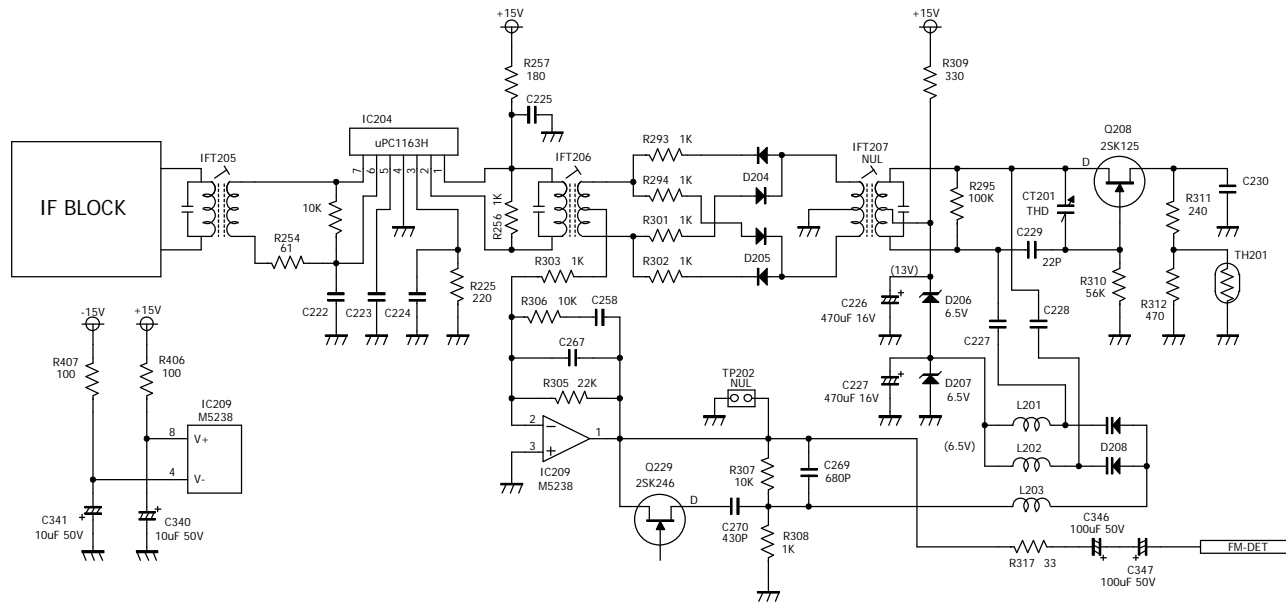 +15V
+15V
R257
180
R309
330
C225
IC204
uPC1163H
7
6
5
4
3
2
1
IF BLOCK
IFT205
10K
R254
61
C222
C223
C224
R225
220
R256 1K
IFT206
R293 1K
R294
1K
R301 1K
R302 1K
R303 1K
D204
D205
IFT207
NUL
R295
100K
CT201
THD
Q208
2SK125
D
C229
22P
R310
56K
R311
240
R312
470
C230
TH201
(13V)
C226
470uF 16V
D206
6.5V
C227
C228
C227
470uF 16V
D207
6.5V
(6.5V)
L201
L202
L203
D208
R306 10K
C258
C267
R305 22K
2
3
1
IC209
M5238
TP202
NUL
Q229
2SK246
D
C270
430P
R307
10K
R308
1K
C269
680P
R317 33
C346
100uF 50V
C347
100uF 50V
FM-DET
-15V
+15V
R407
100
R406
100
IC209
M5238
8
V+
4
V-
C341
10uF 50V
C340
10uF 50V